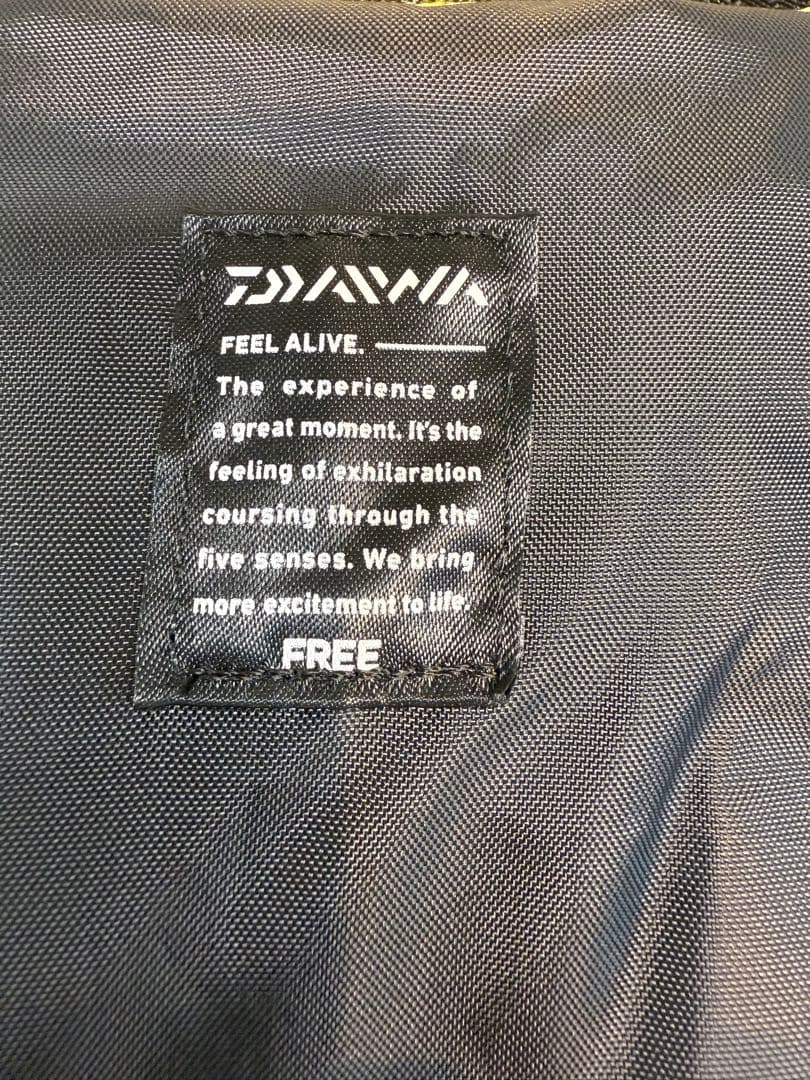 DAIWA
FEEL ALIVE.
The experience of
a great moment. It's the
feeling of exhilaration
coursing through the
five senses. We bring
more excitement to life.
FREE